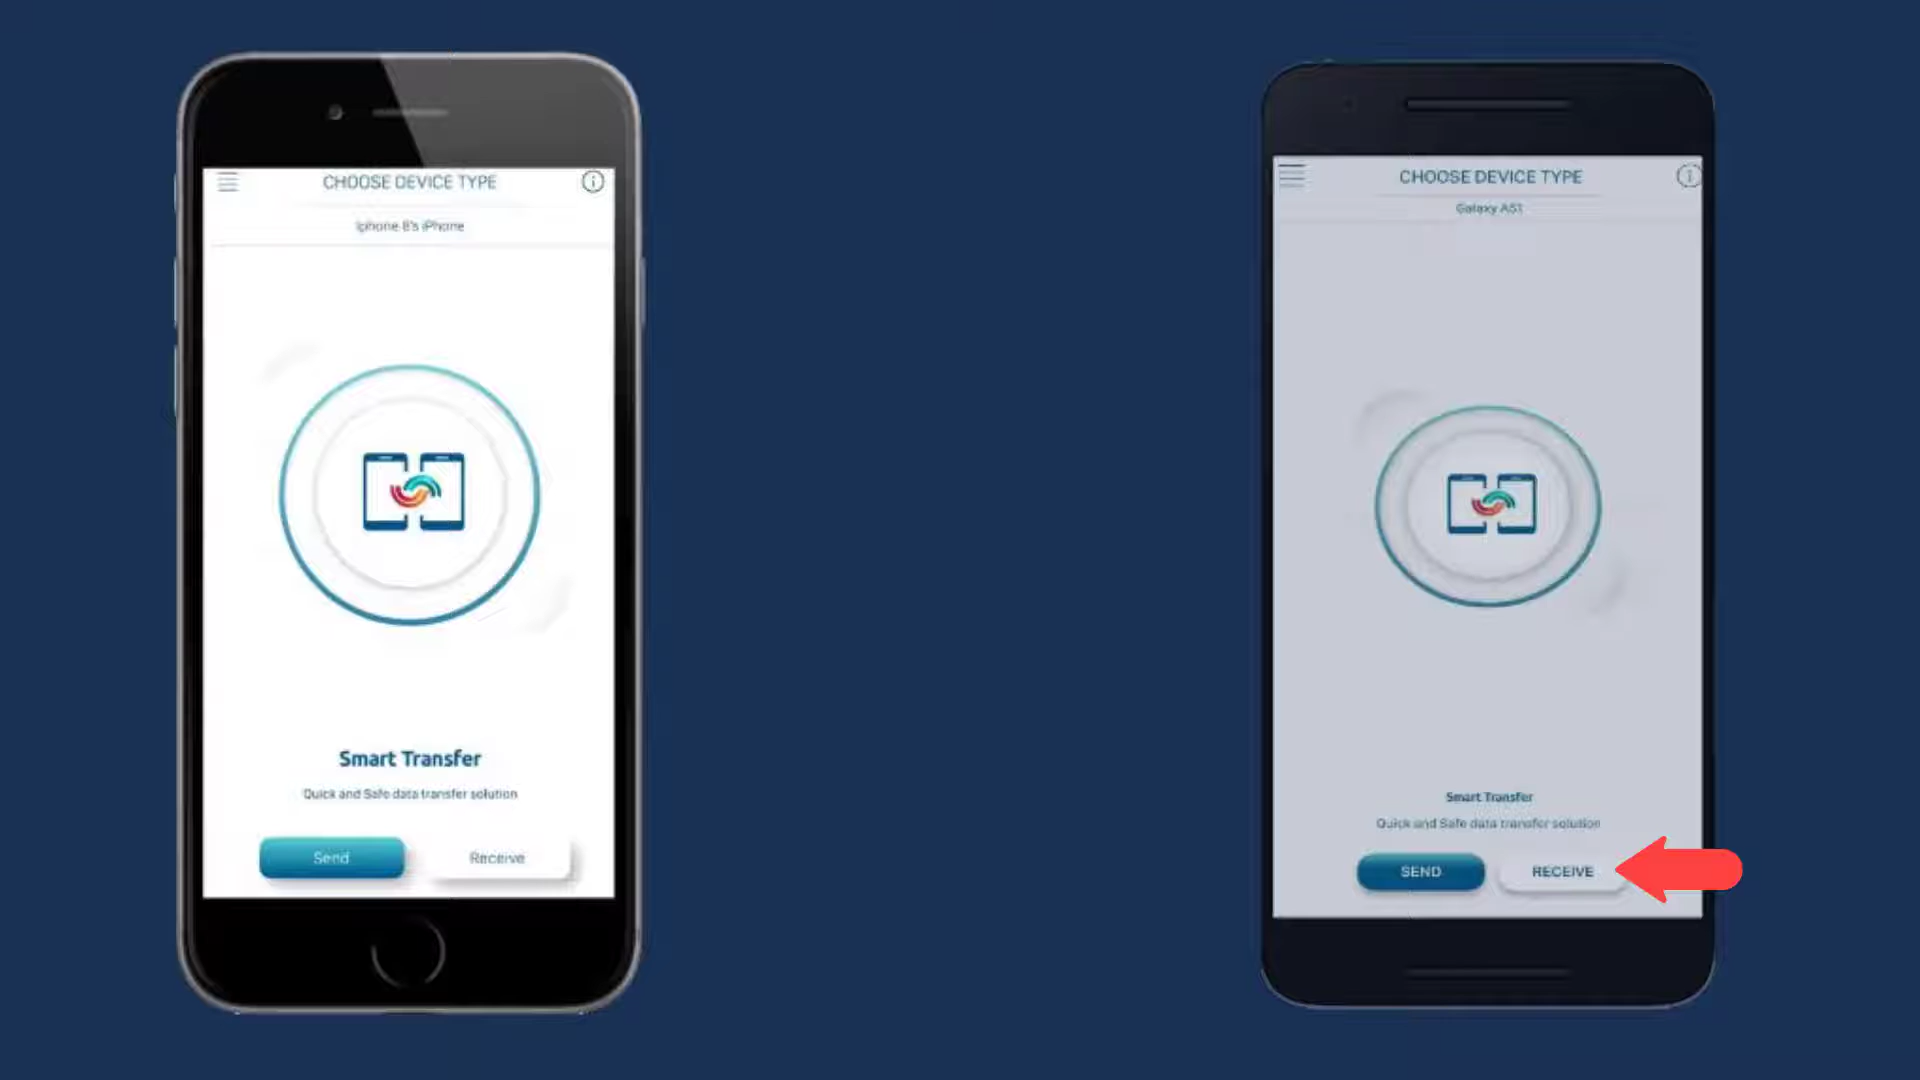 CHOOSE DEVICE TYPE
Iphone 8's iPhone
Smart Transfer
Quick and Safe data transfer solution
Send
Receive
CHOOSE DEVICE TYPE
Galaxy A51
Smart Transfer
Quick and Safe data transfer solution
SEND
RECEIVE